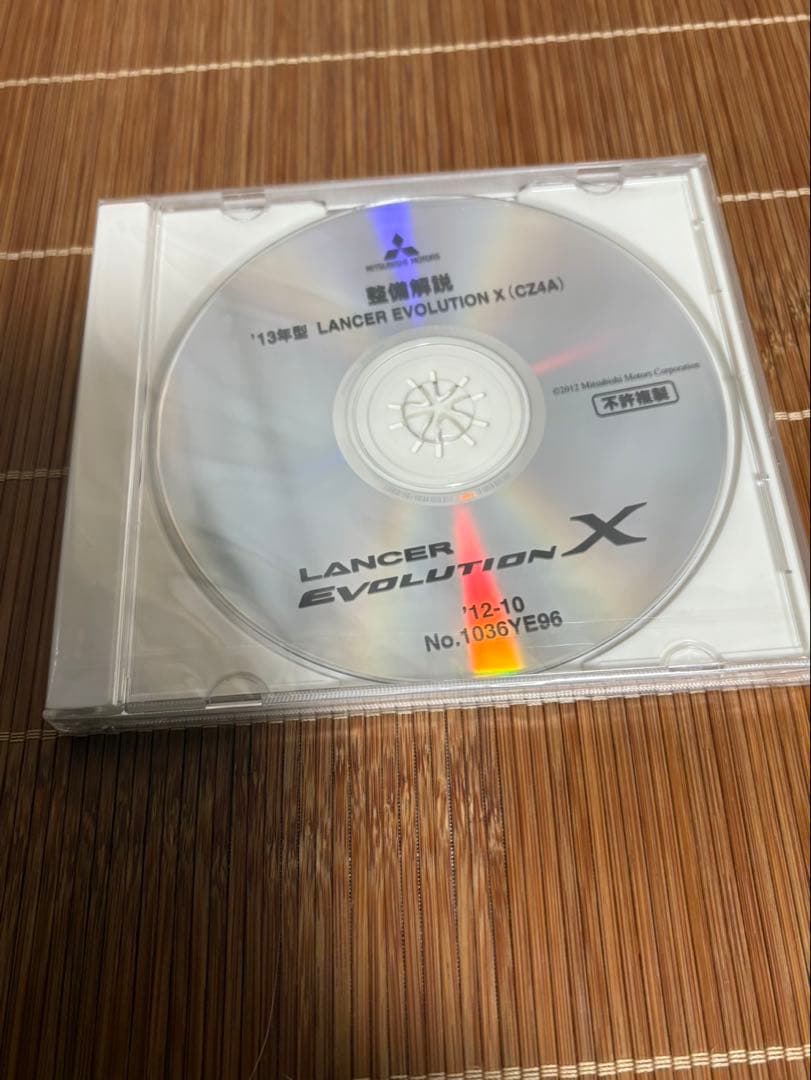 MITSUBISHI MOTORS
整備解説
'13年型 LANCER EVOLUTION X (CZ4A)
©2012 Mitsubishi Motors Corporation
不許複製
LANCER
EVOLUTION X
'12-10
No.1036YE96